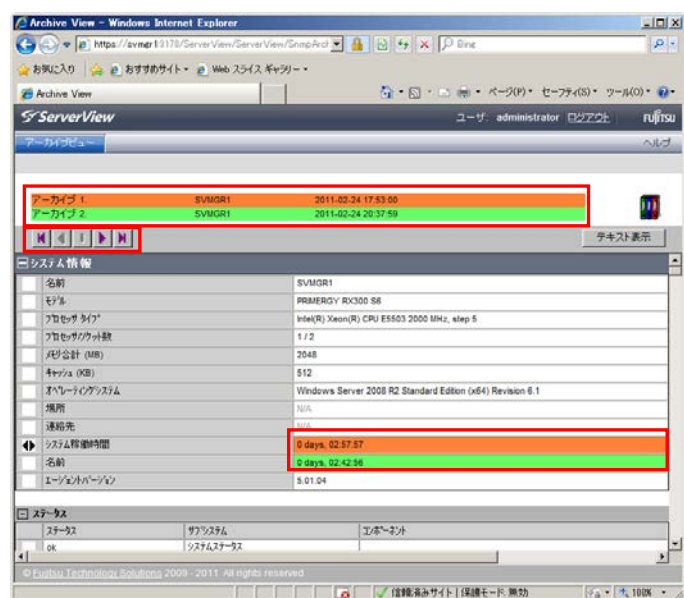 Archive View - Windows Internet Explorer
https://svmgr1:3170/ServerView/ServerView/SnmpArch
Bing
お気に入り おすすめサイト Web スライス ギャラリー
Archive View
ページ(P) セーフティ(S) ツール(O)
ServerView
ユーザ: administrator ログアウト FUJITSU
アーカイブビュー ヘルプ
アーカイブ 1. SVMGR1 2011-02-24 17:53:00
アーカイブ 2. SVMGR1 2011-02-24 20:37:59
テキスト表示
システム情報
名前 SVMGR1
モデル PRIMERGY RX300 S6
プロセッサ タイプ Intel(R) Xeon(R) CPU E5503 2000 MHz, step 5
プロセッサ/ソケット数 1 / 2
メモリ合計 (MB) 2048
キャッシュ (KB) 512
オペレーティングシステム Windows Server 2008 R2 Standard Edition (x64) Revision 6.1
場所 N/A
連絡先 N/A
システム稼働時間 0 days, 02:57:57
名前 0 days, 02:42:56
エージェントバージョン 5.01.04
ステータス
ステータス サブシステム コンポーネント
ok システムステータス
© Fujitsu Technology Solutions 2009 - 2011 All rights reserved.
信頼済みサイト | 保護モード: 無効 100%